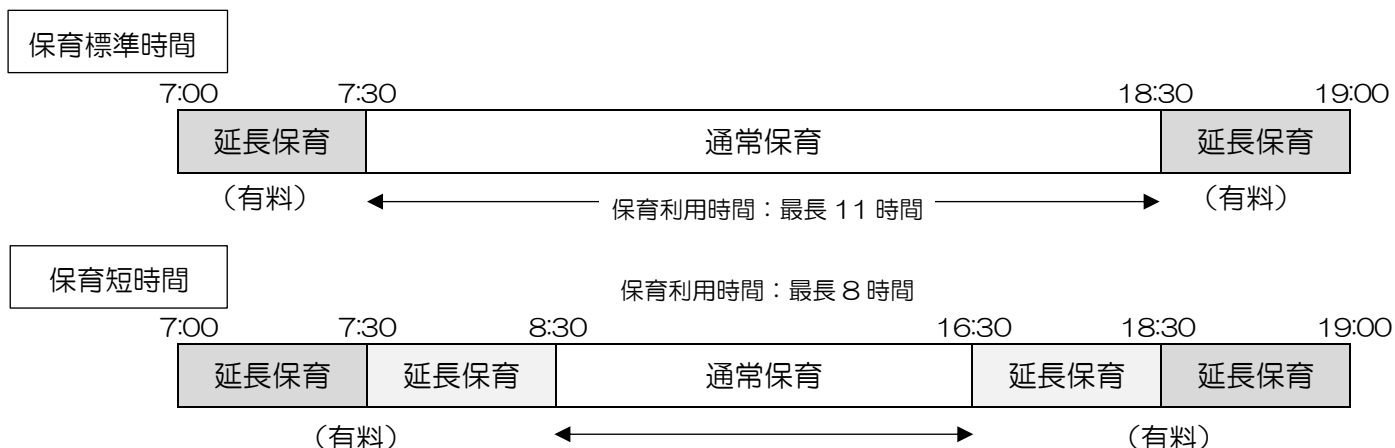 保育標準時間
7:00 7:30 18:30 19:00
延長保育 通常保育 延長保育
(有料) 保育利用時間:最長 11 時間 (有料)
保育短時間
保育利用時間:最長 8 時間
7:00 7:30 8:30 16:30 18:30 19:00
延長保育 延長保育 通常保育 延長保育 延長保育
(有料) (有料)